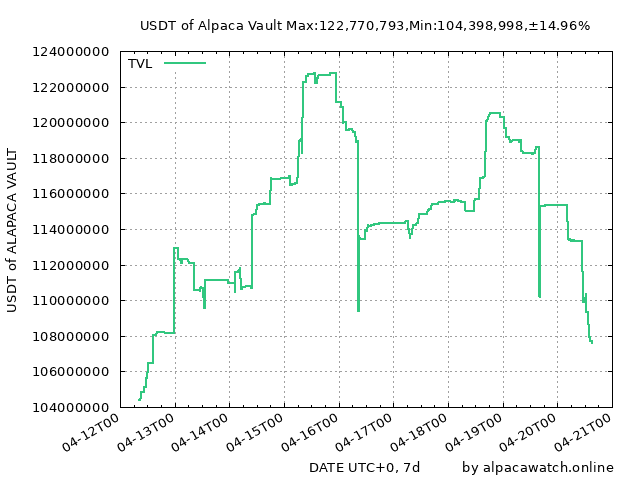 USDT of Alpaca Vault Max:122,770,793,Min:104,398,998,±14.96%
TVL
124000000
122000000
120000000
118000000
116000000
114000000
112000000
110000000
108000000
106000000
104000000
USDT of ALAPACA VAULT
04-12T00
04-13T00
04-14T00
04-15T00
04-16T00
04-17T00
04-18T00
04-19T00
04-20T00
04-21T00
DATE UTC+0, 7d
by alpacawatch.online